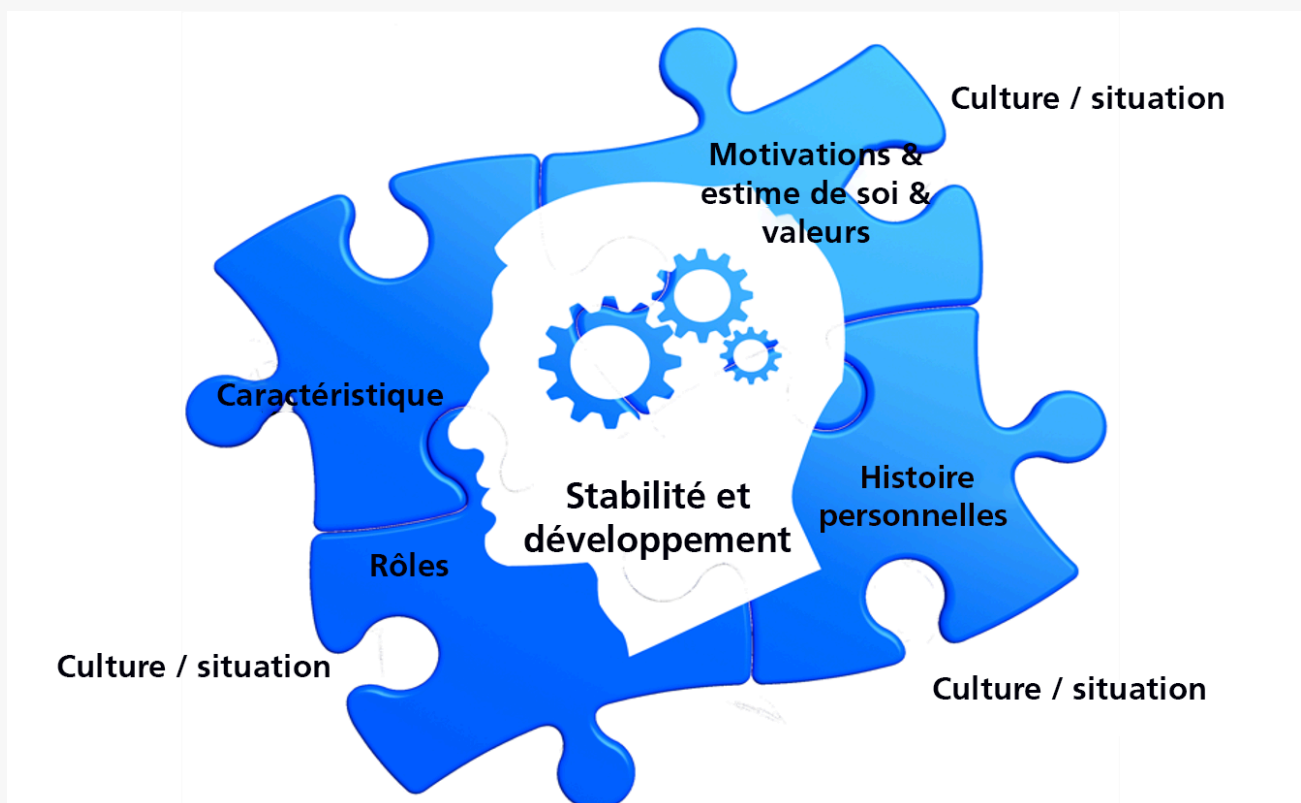 Culture / situation
Motivations &
estime de soi &
valeurs
Caractéristique
Histoire
personnelles
Stabilité et
développement
Rôles
Culture / situation
Culture / situation